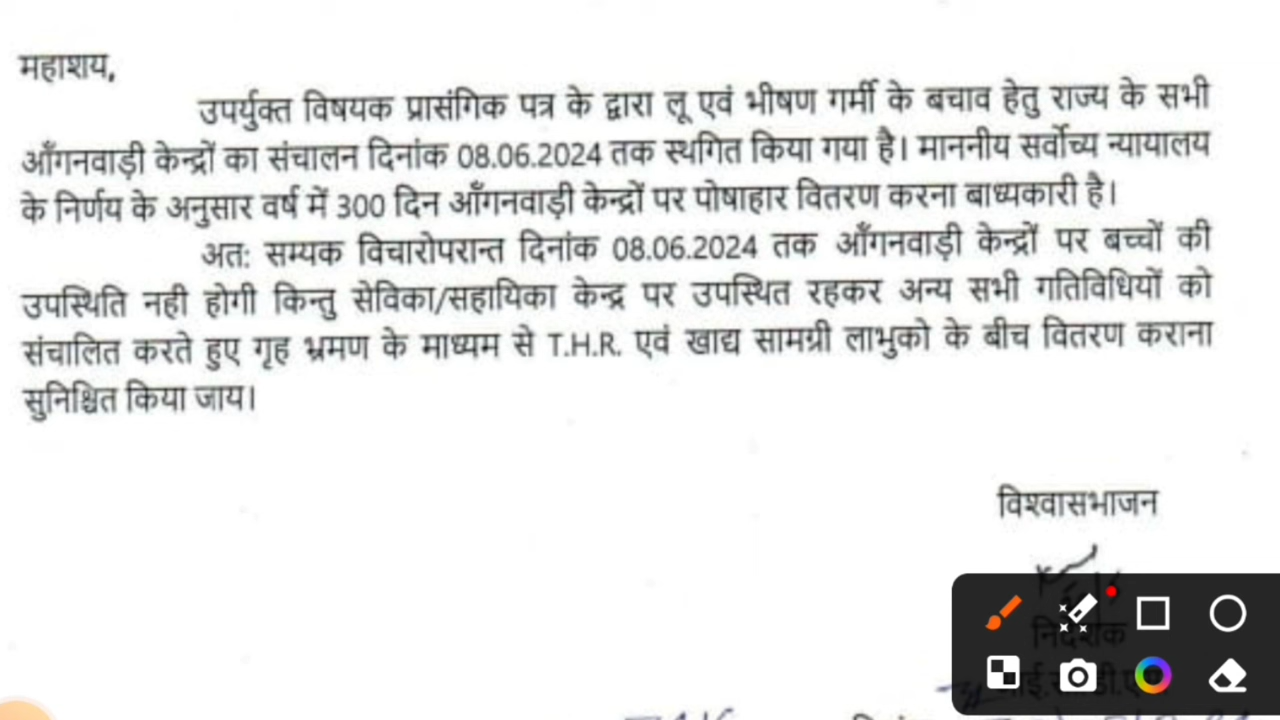 महाशय,
उपर्युक्त विषयक प्रासंगिक पत्र के द्वारा लू एवं भीषण गर्मी के बचाव हेतु राज्य के सभी
आँगनवाड़ी केन्द्रों का संचालन दिनांक 08.06.2024 तक स्थगित किया गया है। माननीय सर्वोच्य न्यायालय
के निर्णय के अनुसार वर्ष में 300 दिन आँगनवाड़ी केन्द्रों पर पोषाहार वितरण करना बाध्यकारी है।
अतः सम्यक विचारोपरान्त दिनांक 08.06.2024 तक आँगनवाड़ी केन्द्रों पर बच्चों की
उपस्थिति नही होगी किन्तु सेविका/सहायिका केन्द्र पर उपस्थित रहकर अन्य सभी गतिविधियों को
संचालित करते हुए गृह भ्रमण के माध्यम से T.H.R. एवं खाद्य सामग्री लाभुको के बीच वितरण कराना
सुनिश्चित किया जाय।
विश्वासभाजन
निदेशक